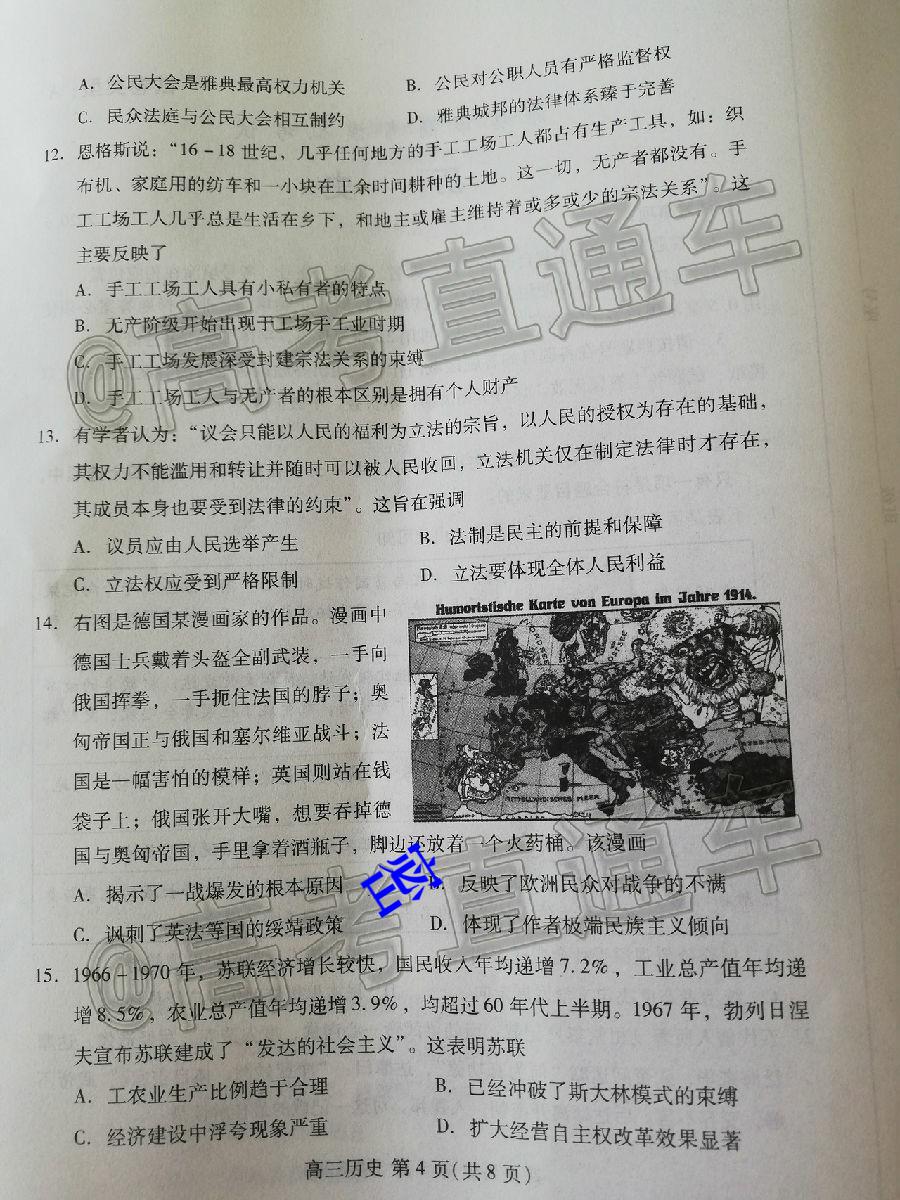 A. 公民大会是雅典最高权力机关 B. 公民对公职人员有严格监督权
C. 民众法庭与公民大会相互制约 D. 雅典城邦的法律体系臻于完善
12. 恩格斯说:“16-18世纪,几乎任何地方的手工工场工人都占有生产工具,如:织
布机、家庭用的纺车和一小块在工余时间耕种的土地。这一切,无产者都没有。手
工工场工人几乎总是生活在乡下,和地主或雇主维持着或多或少的宗法关系”。这
主要反映了
A. 手工工场工人具有小私有者的特点
B. 无产阶级开始出现于工场手工业时期
C. 手工工场发展深受封建宗法关系的束缚
D. 手工工场工人与无产者的根本区别是拥有个人财产
13. 有学者认为:“议会只能以人民的福利为立法的宗旨,以人民的授权为存在的基础,
其权力不能滥用和转让并随时可以被人民收回,立法机关仅在制定法律时才存在,
其成员本身也要受到法律的约束”。这旨在强调
A. 议员应由人民选举产生 B. 法制是民主的前提和保障
C. 立法权应受到严格限制 D. 立法要体现全体人民利益
Humoristische Karte von Europa im Jahre 1914.
MITTELLÄNDISCHES MEER
14. 右图是德国某漫画家的作品。漫画中
德国士兵戴着头盔全副武装,一手向
俄国挥拳,一手扼住法国的脖子;奥
匈帝国正与俄国和塞尔维亚战斗;法
国是一幅害怕的模样;英国则站在钱
袋子上;俄国张开大嘴,想要吞掉德
国与奥匈帝国,手里拿着酒瓶子,脚边还放着一个火药桶。该漫画
A. 揭示了一战爆发的根本原因 B. 反映了欧洲民众对战争的不满
C. 讽刺了英法等国的绥靖政策 D. 体现了作者极端民族主义倾向
15. 1966-1970年,苏联经济增长较快,国民收入年均递增7.2%,工业总产值年均递
增8.5%,农业总产值年均递增3.9%,均超过60年代上半期。1967年,勃列日涅
夫宣布苏联建成了“发达的社会主义”。这表明苏联
A. 工农业生产比例趋于合理 B. 已经冲破了斯大林模式的束缚
C. 经济建设中浮夸现象严重 D. 扩大经营自主权改革效果显著
高三历史 第4页(共8页)
@高考直通车
@高考直通车
密